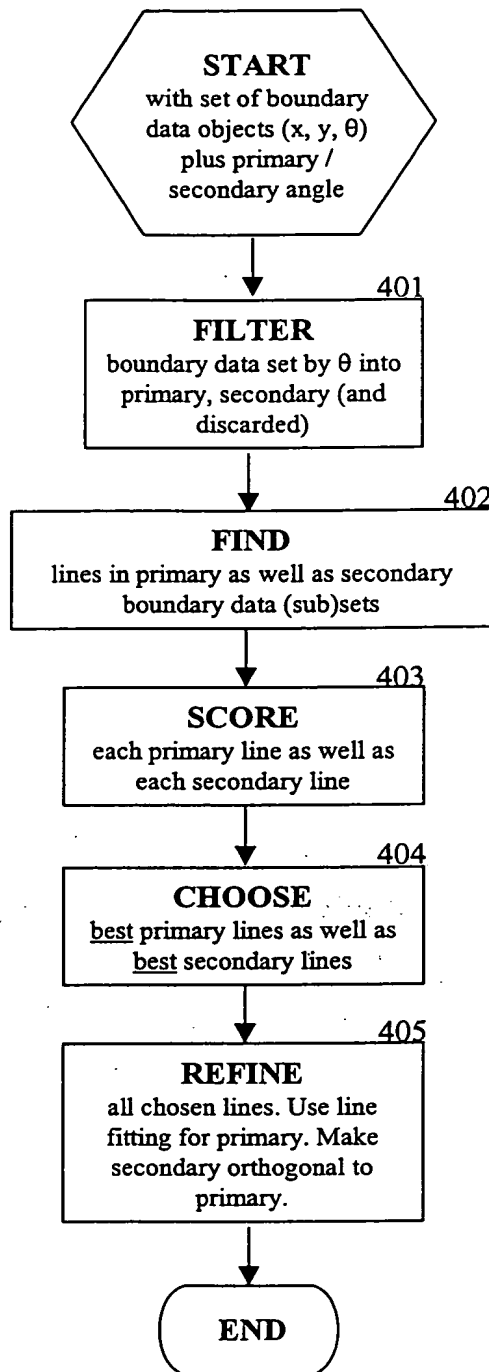 START
with set of boundary
data objects (x, y, θ)
plus primary /
secondary angle
401
FILTER
boundary data set by θ into
primary, secondary (and
discarded)
402
FIND
lines in primary as well as secondary
boundary data (sub)sets
403
SCORE
each primary line as well as
each secondary line
404
CHOOSE
best primary lines as well as
best secondary lines
405
REFINE
all chosen lines. Use line
fitting for primary. Make
secondary orthogonal to
primary.
END